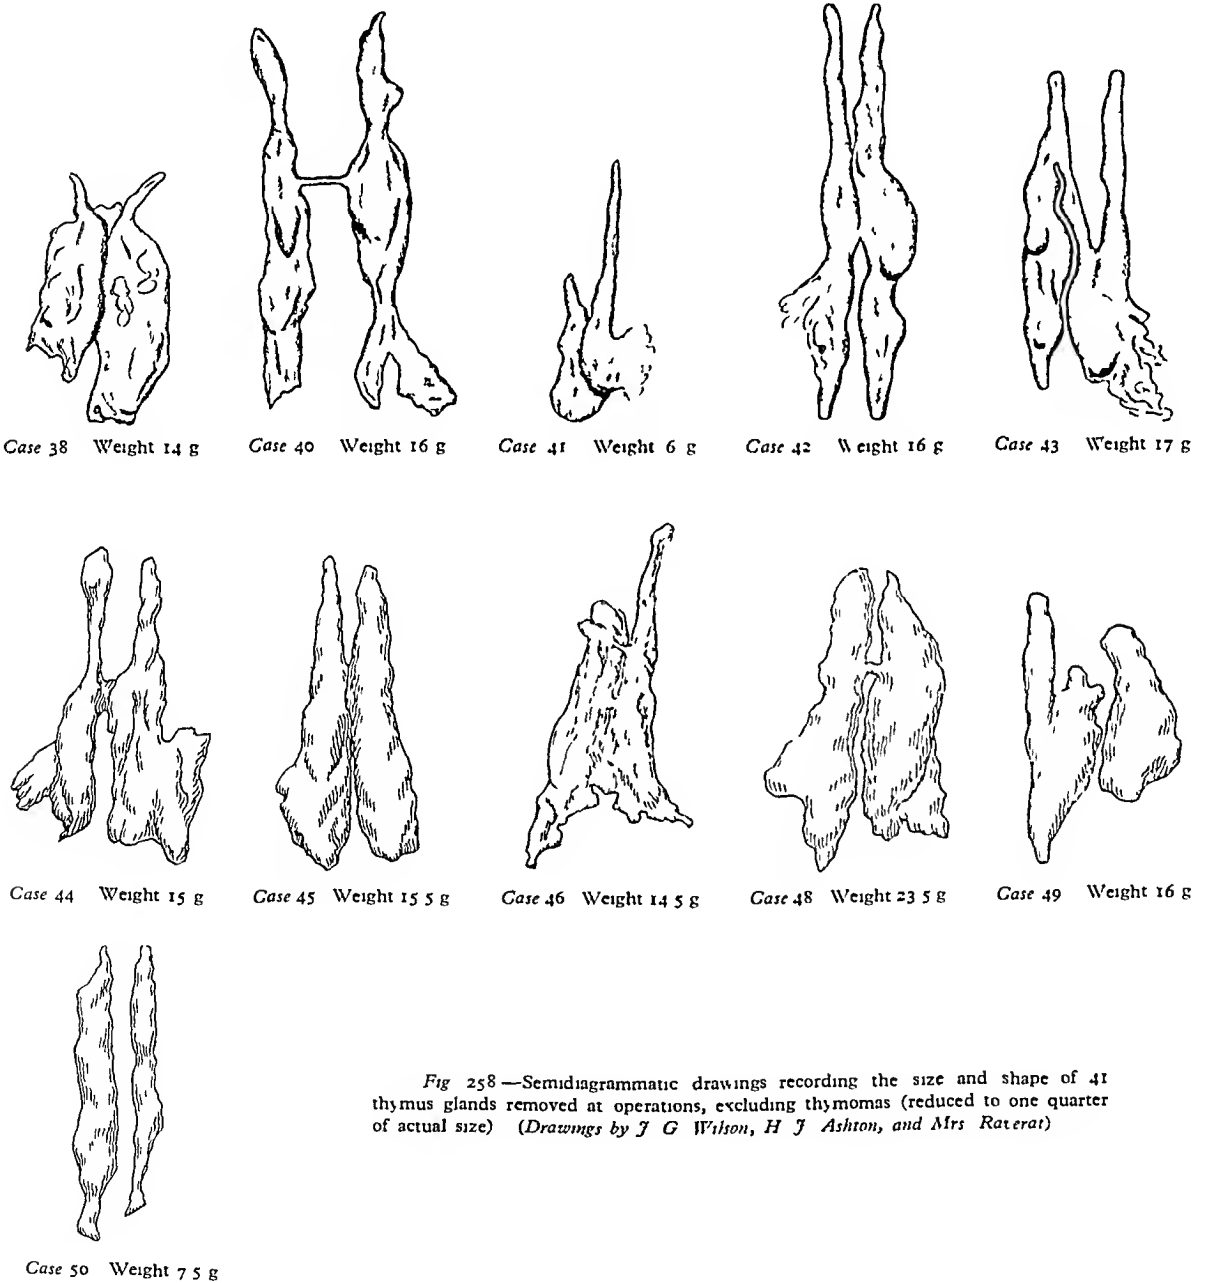 Case 38 Weight 14 g
Case 40 Weight 16 g
Case 41 Weight 6 g
Case 42 Weight 16 g
Case 43 Weight 17 g
Case 44 Weight 15 g
Case 45 Weight 15 5 g
Case 46 Weight 14 5 g
Case 48 Weight 23 5 g
Case 49 Weight 16 g
Case 50 Weight 7 5 g
Fig 258—Semidiagrammatic drawings recording the size and shape of 41
thymus glands removed at operations, excluding thymomas (reduced to one quarter
of actual size) (Drawings by J G Wilson, H J Ashton, and Mrs